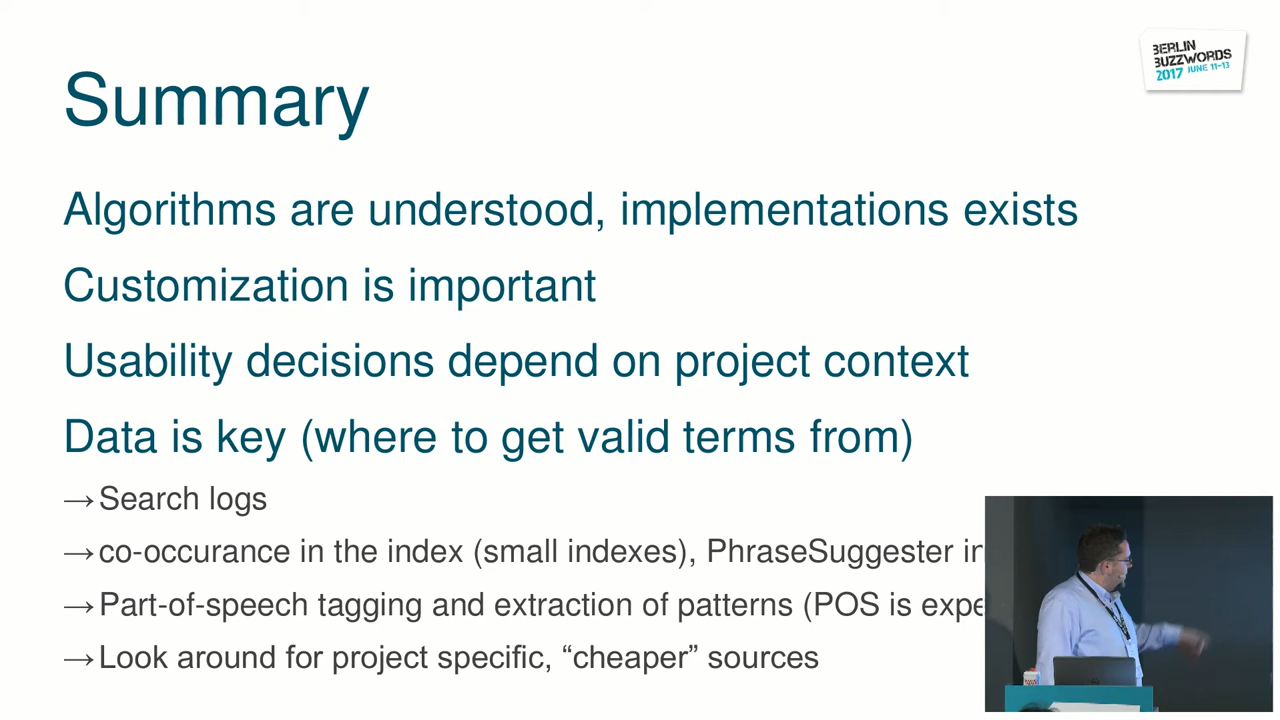 BERLIN
BUZZWORDS
2017 JUNE 11-13
Summary
Algorithms are understood, implementations exists
Customization is important
Usability decisions depend on project context
Data is key (where to get valid terms from)
→Search logs
→co-occurance in the index (small indexes), PhraseSuggester in
→Part-of-speech tagging and extraction of patterns (POS is expe
→Look around for project specific, “cheaper” sources